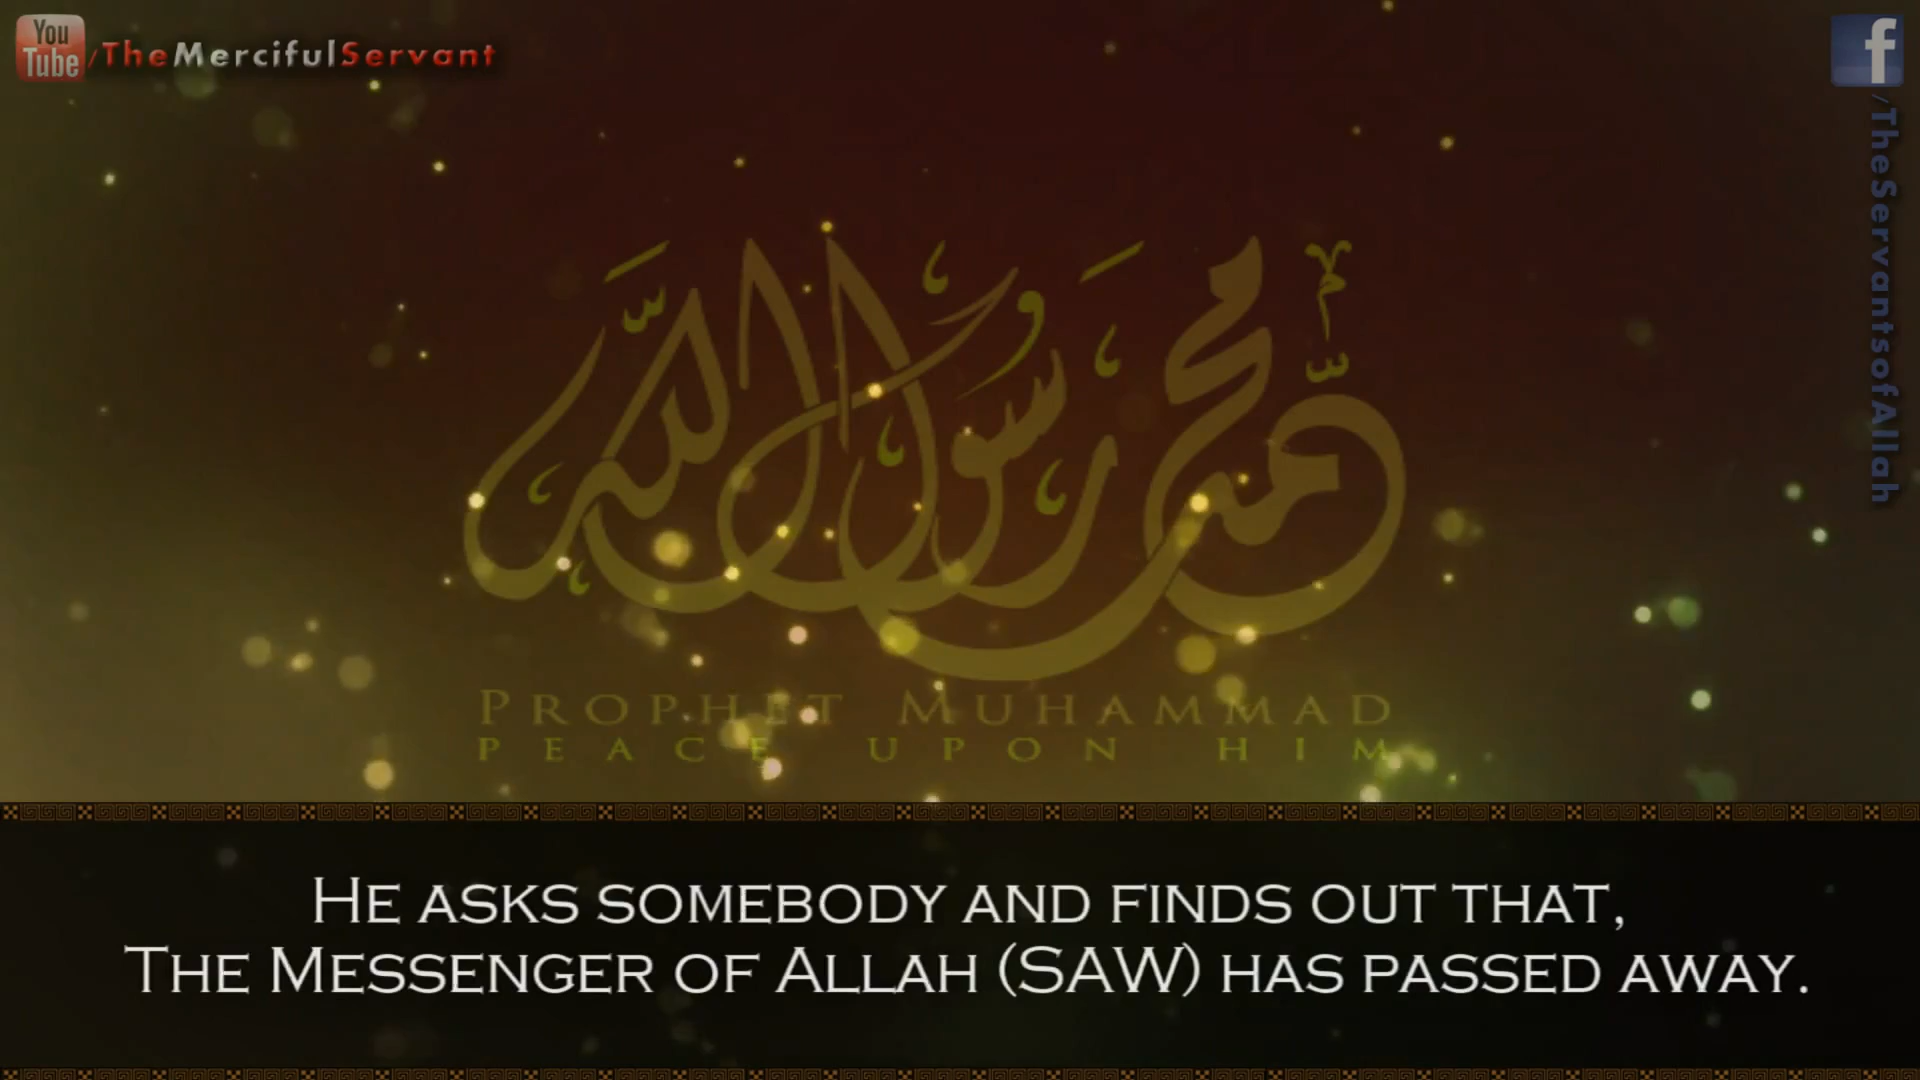 You
Tube /TheMercifulServant
f /TheServantsofAllah
محمد رسول الله
PROPHET MUHAMMAD
PEACE UPON HIM
HE ASKS SOMEBODY AND FINDS OUT THAT,
THE MESSENGER OF ALLAH (SAW) HAS PASSED AWAY.